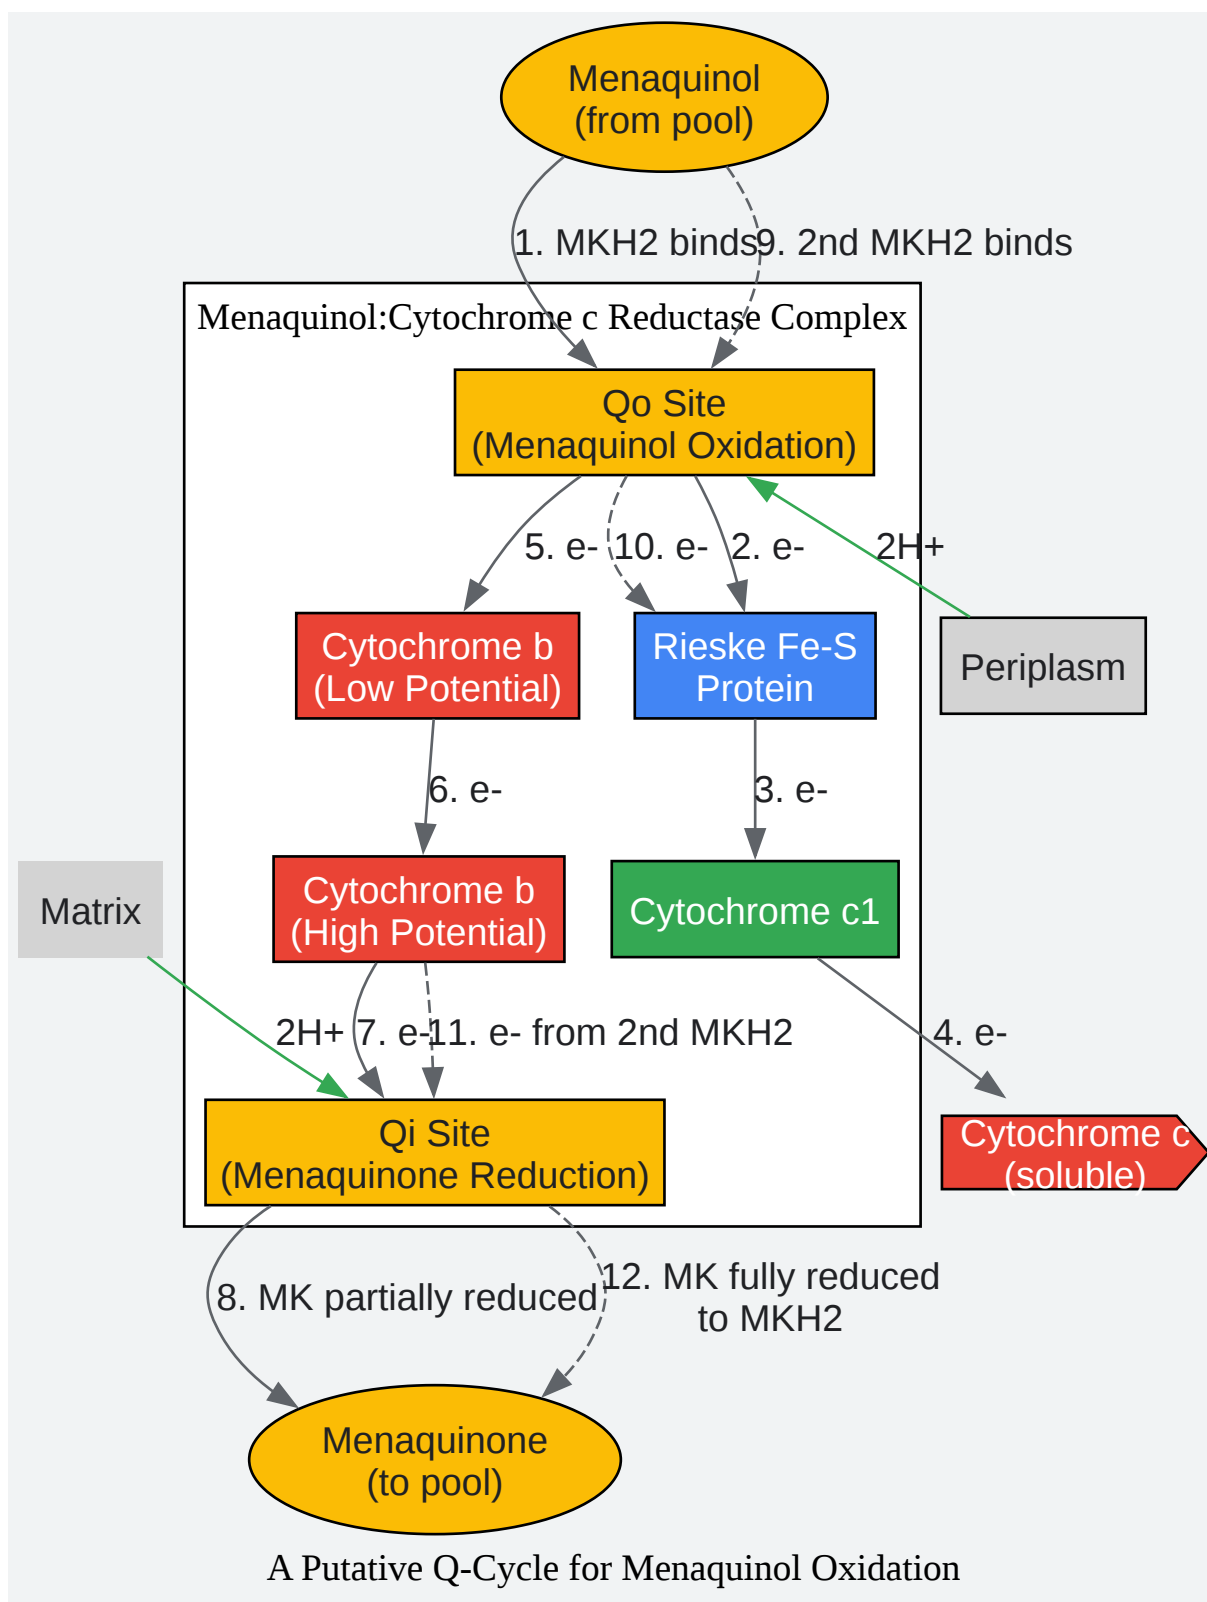 Menaquinol
(from pool)
1. MKH2 binds
9. 2nd MKH2 binds
Menaquinol:Cytochrome c Reductase Complex
Qo Site
(Menaquinol Oxidation)
5. e-
10. e-
2. e-
2H+
Cytochrome b
(Low Potential)
Rieske Fe-S
Protein
Periplasm
6. e-
3. e-
Matrix
Cytochrome b
(High Potential)
Cytochrome c1
2H+
7. e-
11. e- from 2nd MKH2
4. e-
Qi Site
(Menaquinone Reduction)
Cytochrome c
(soluble)
8. MK partially reduced
12. MK fully reduced
to MKH2
Menaquinone
(to pool)
A Putative Q-Cycle for Menaquinol Oxidation